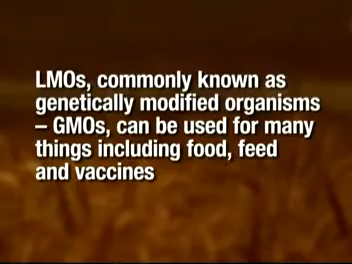 LMOs, commonly known as
genetically modified organisms
– GMOs, can be used for many
things including food, feed
and vaccines